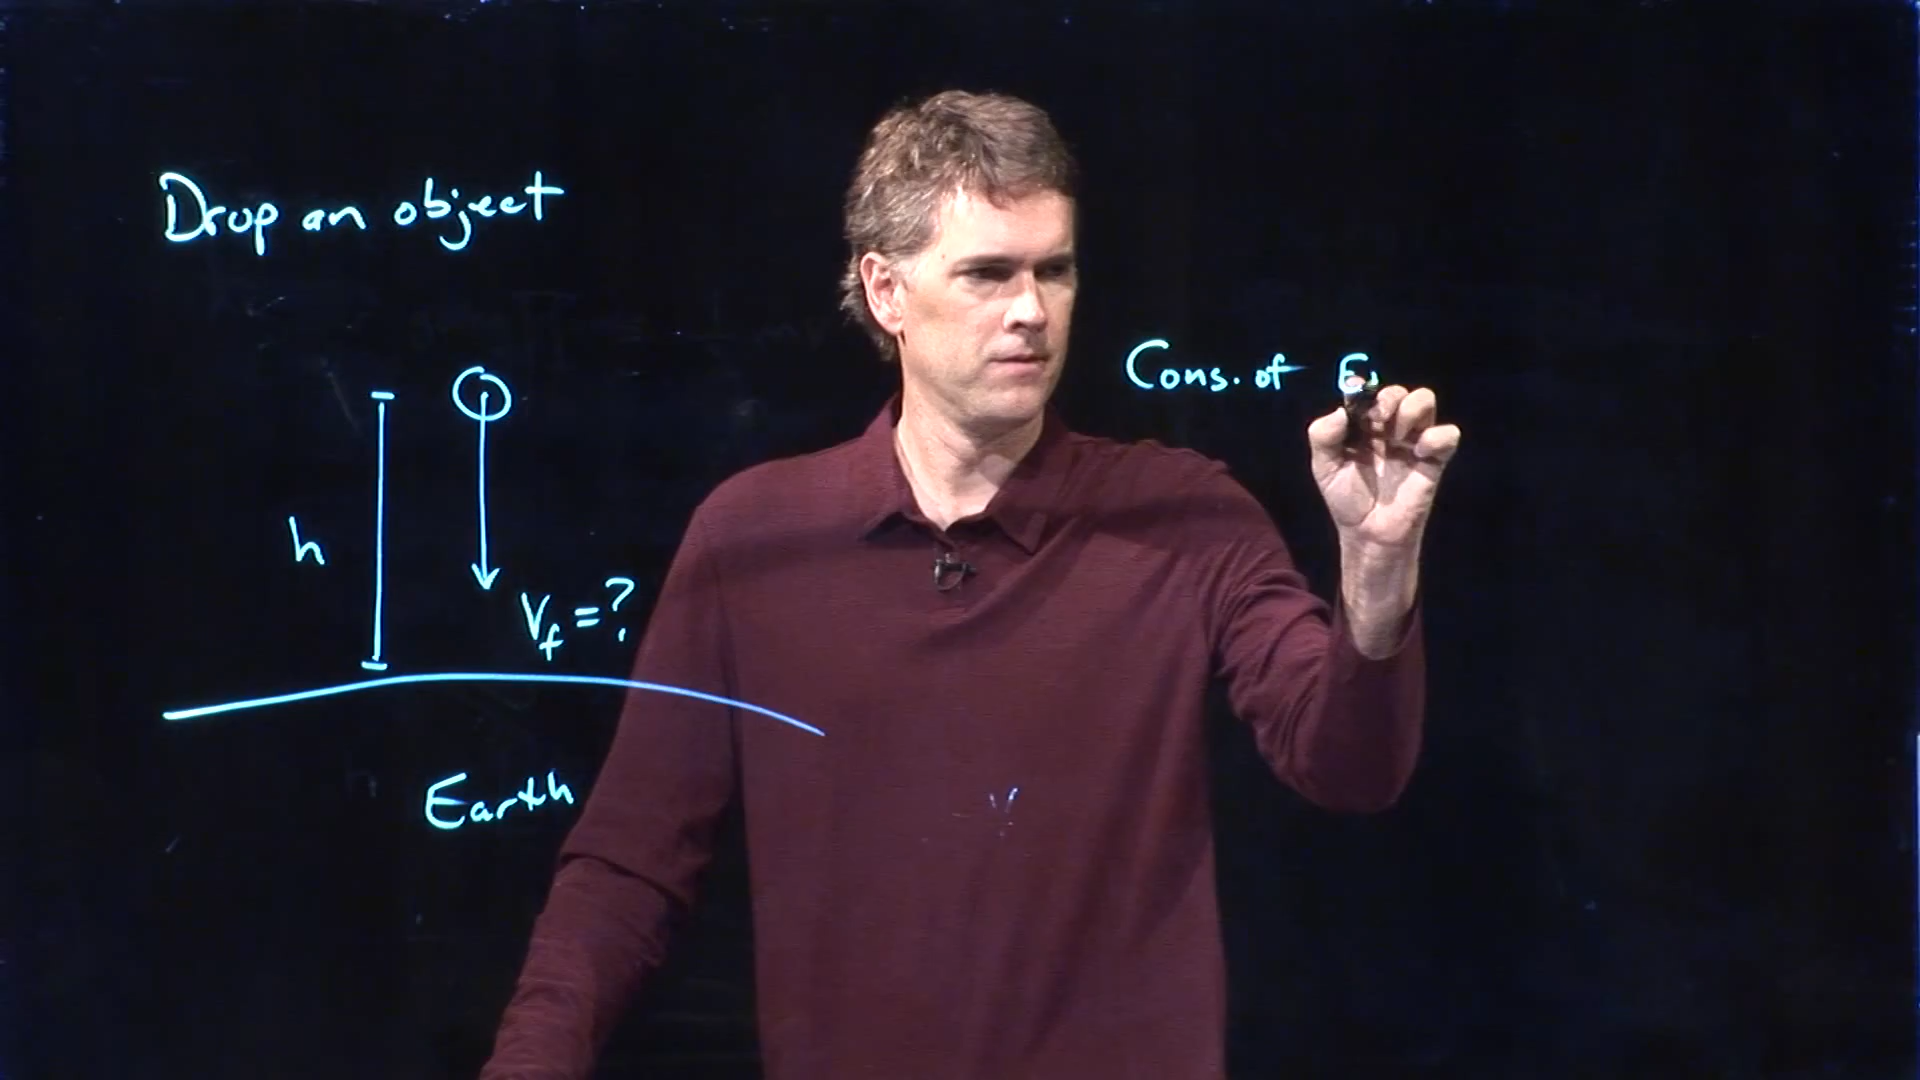 Drop an object
Cons. of
h
V_f = ?
Earth